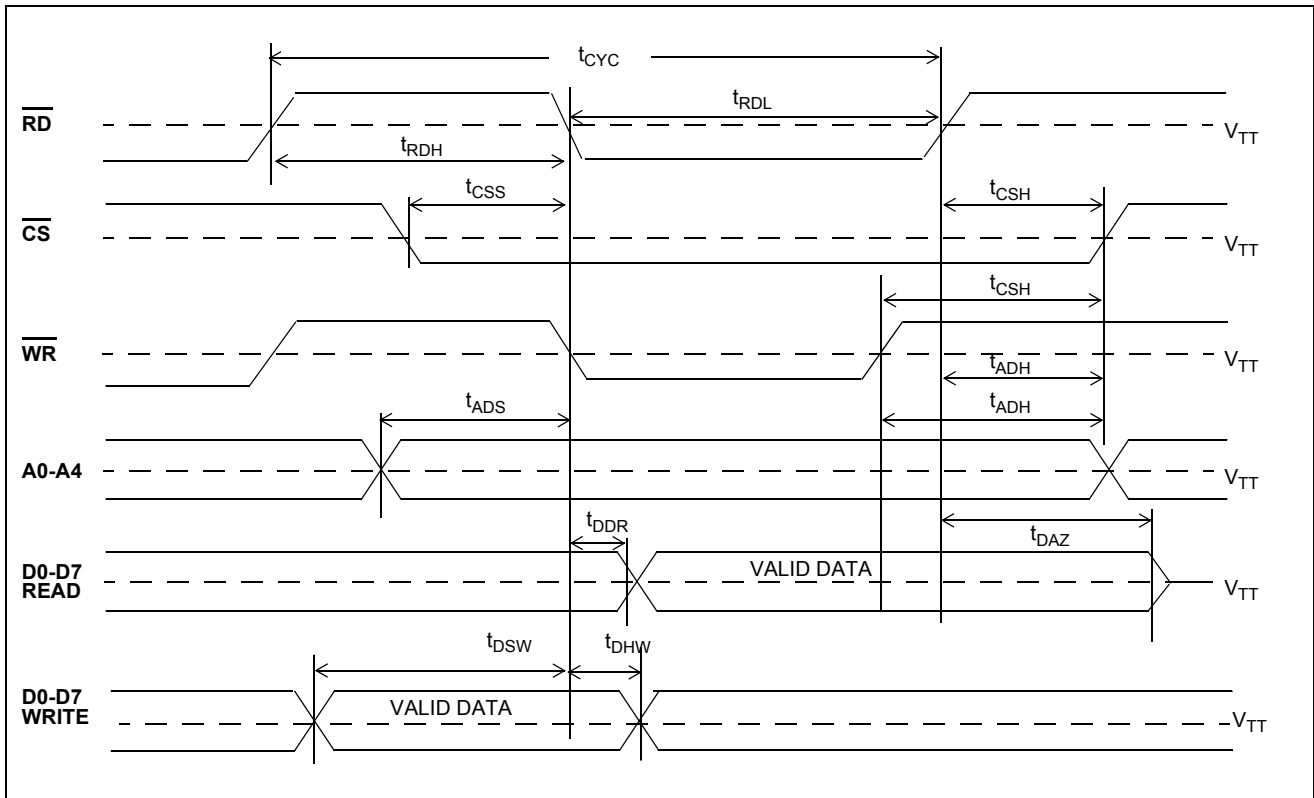 tCYC
RD
tRDL
VTT
tRDH
tCSS
tCSH
CS
VTT
tCSH
WR
VTT
tADH
tADS
tADH
A0-A4
VTT
tDDR
tDAZ
D0-D7
READ
VALID DATA
VTT
tDSW
tDHW
D0-D7
WRITE
VALID DATA
VTT